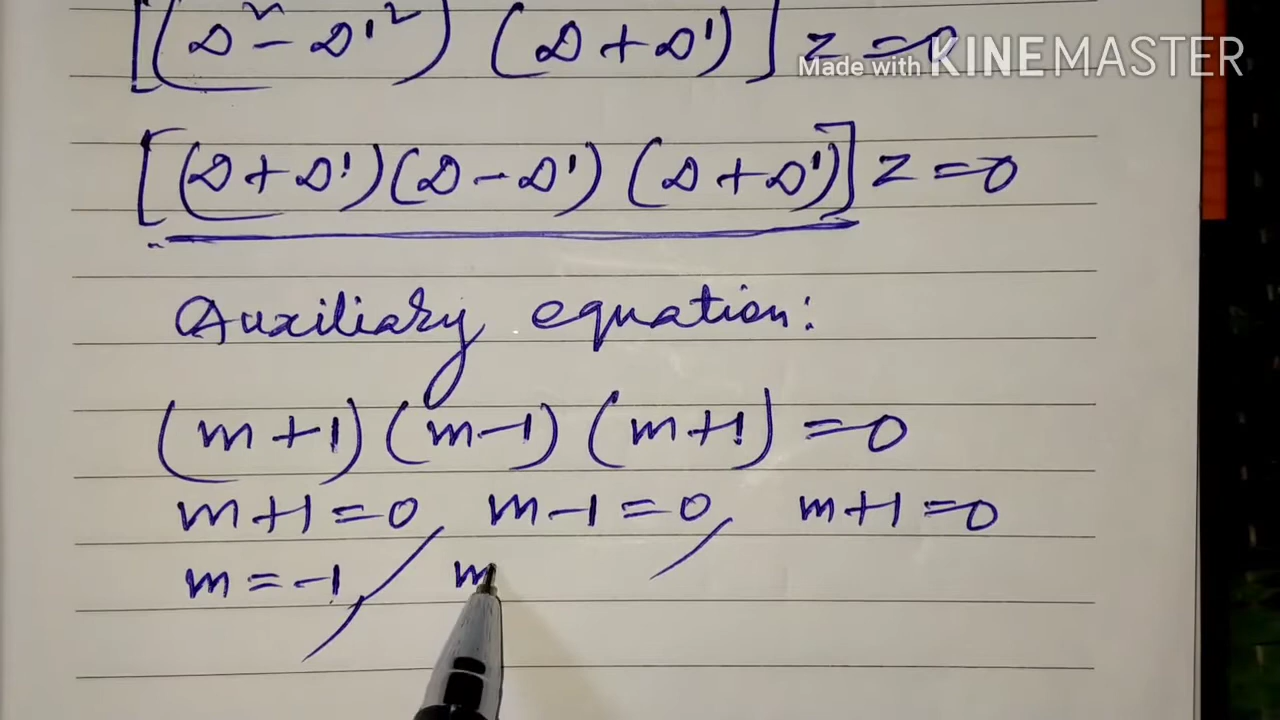 [(D² - D'²) (D + D')] z = 0
Made with KINEMASTER
[(D + D')(D - D') (D + D')] z = 0
Auxiliary equation:
(m + 1) (m - 1) (m + 1) = 0
m + 1 = 0, m - 1 = 0, m + 1 = 0
m = -1, m